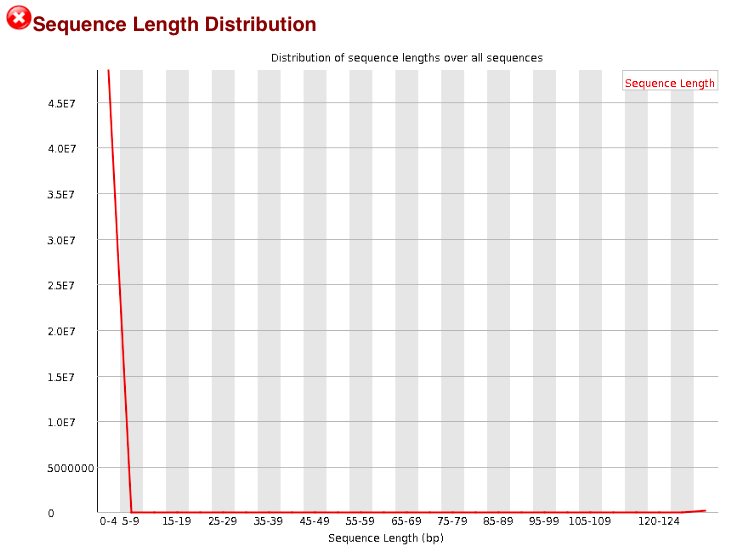 Sequence Length Distribution
Distribution of sequence lengths over all sequences
Sequence Length
4.5E7
4.0E7
3.5E7
3.0E7
2.5E7
2.0E7
1.5E7
1.0E7
5000000
0
0-4 5-9 15-19 25-29 35-39 45-49 55-59 65-69 75-79 85-89 95-99 105-109 120-124
Sequence Length (bp)